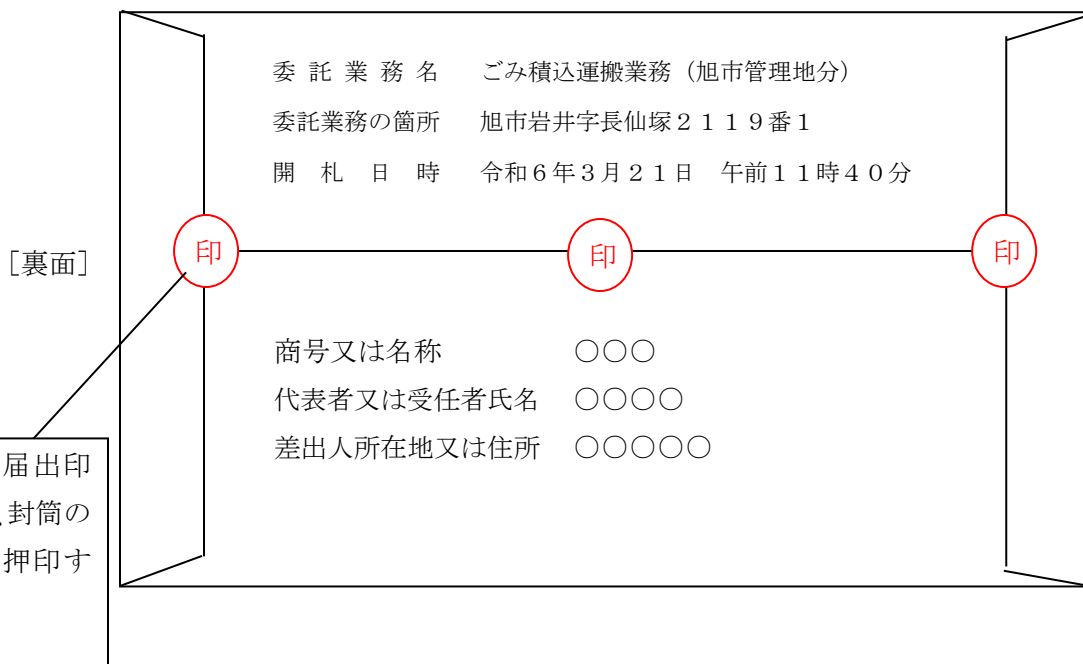 委託業務名 ごみ積込運搬業務（旭市管理地分）
委託業務の箇所 旭市岩井字長仙塚２１１９番１
開札日時 令和６年３月２１日 午前１１時４０分
印 印 印
［裏面］
商号又は名称 ○○○
代表者又は受任者氏名 ○○○○
差出人所在地又は住所 ○○○○○
届出印
、封筒の
押印す